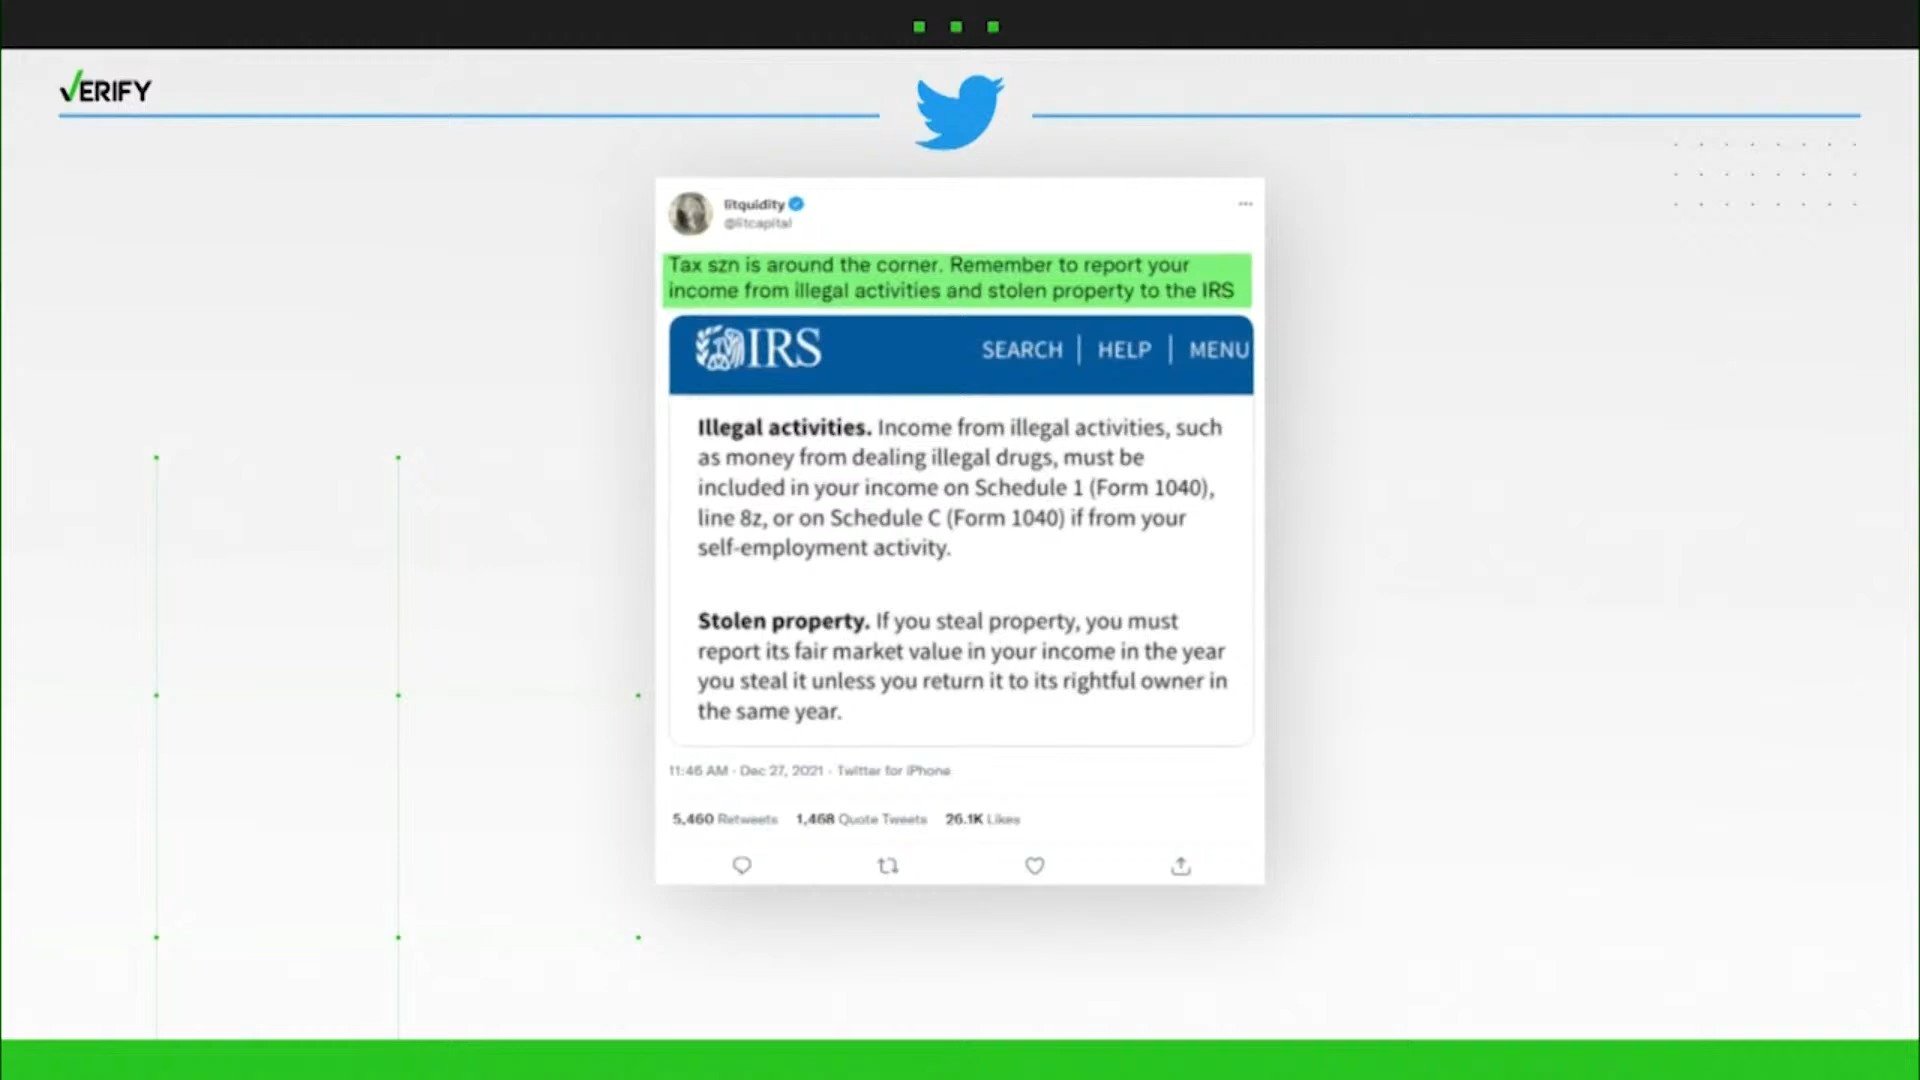 VERIFY
litquidity
@litcapital
Tax szn is around the corner. Remember to report your
income from illegal activities and stolen property to the IRS
IRS
SEARCH | HELP | MENU
Illegal activities. Income from illegal activities, such
as money from dealing illegal drugs, must be
included in your income on Schedule 1 (Form 1040),
line 8z, or on Schedule C (Form 1040) if from your
self-employment activity.
Stolen property. If you steal property, you must
report its fair market value in your income in the year
you steal it unless you return it to its rightful owner in
the same year.
11:46 AM · Dec 27, 2021 · Twitter for iPhone
5,460 Retweets 1,468 Quote Tweets 26.1K Likes